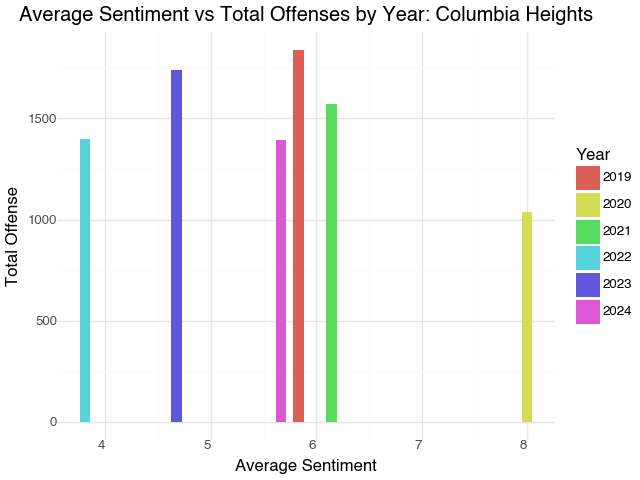 Average Sentiment vs Total Offenses by Year: Columbia Heights
Total Offense
1500
1000
500
0
4 5 6 7 8
Average Sentiment
Year
2019
2020
2021
2022
2023
2024